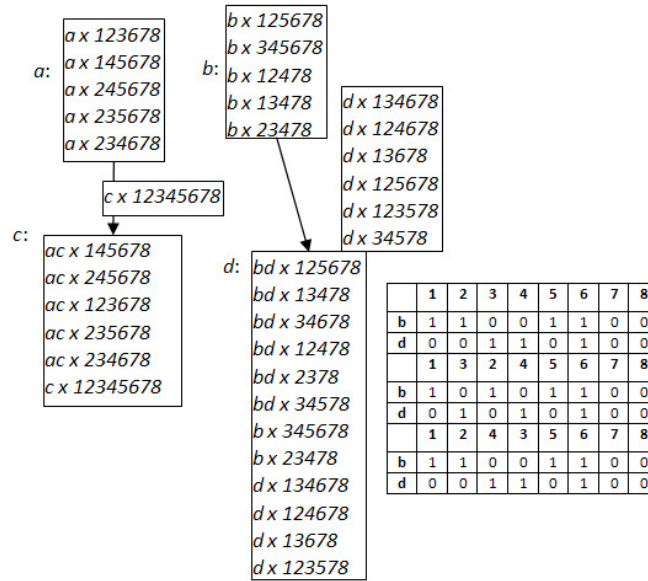 a:
a x 123678
a x 145678
a x 245678
a x 235678
a x 234678
b:
b x 125678
b x 345678
b x 12478
b x 13478
b x 23478
d x 134678
d x 124678
d x 13678
d x 125678
d x 123578
d x 34578
c x 12345678
c:
ac x 145678
ac x 245678
ac x 123678
ac x 235678
ac x 234678
c x 12345678
d:
bd x 125678
bd x 13478
bd x 34678
bd x 12478
bd x 2378
bd x 34578
b x 345678
b x 23478
d x 134678
d x 124678
d x 13678
d x 123578
1 2 3 4 5 6 7 8
b 1 1 0 0 1 1 0 0
d 0 0 1 1 0 1 0 0
1 3 2 4 5 6 7 8
b 1 0 1 0 1 1 0 0
d 0 1 0 1 0 1 0 0
1 2 4 3 5 6 7 8
b 1 1 0 0 1 1 0 0
d 0 0 1 1 0 1 0 0